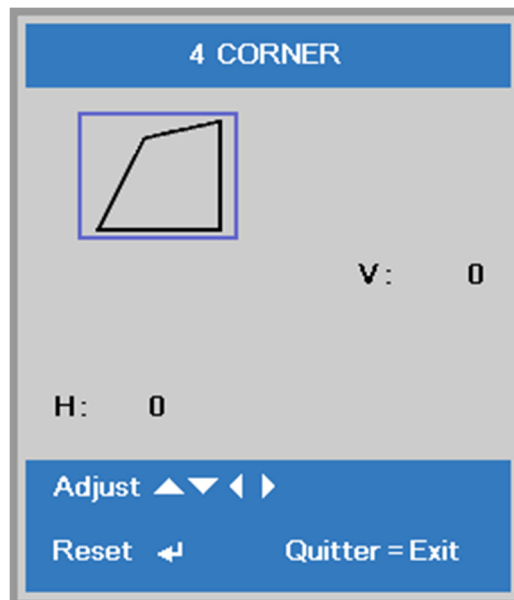 4 CORNER
V: 0
H: 0
Adjust ▲▼◀▶
Reset ↵ Quitter = Exit